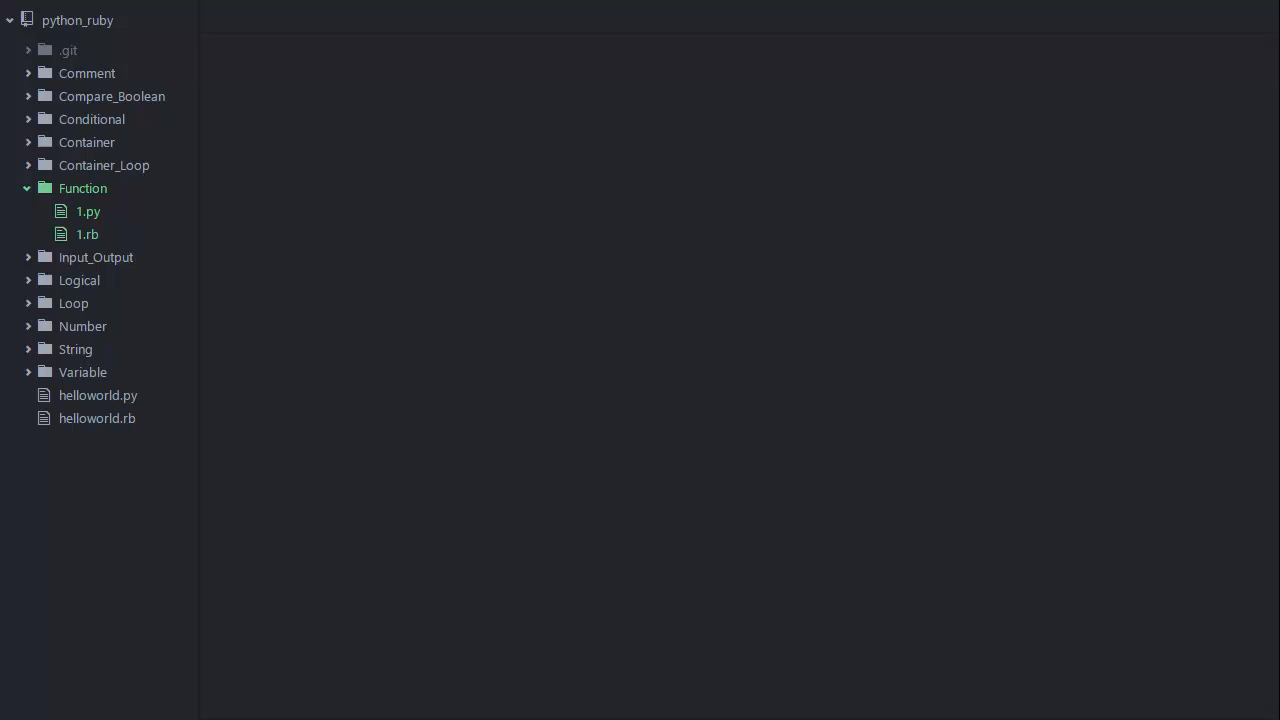 python_ruby
.git
Comment
Compare_Boolean
Conditional
Container
Container_Loop
Function
1.py
1.rb
Input_Output
Logical
Loop
Number
String
Variable
helloworld.py
helloworld.rb